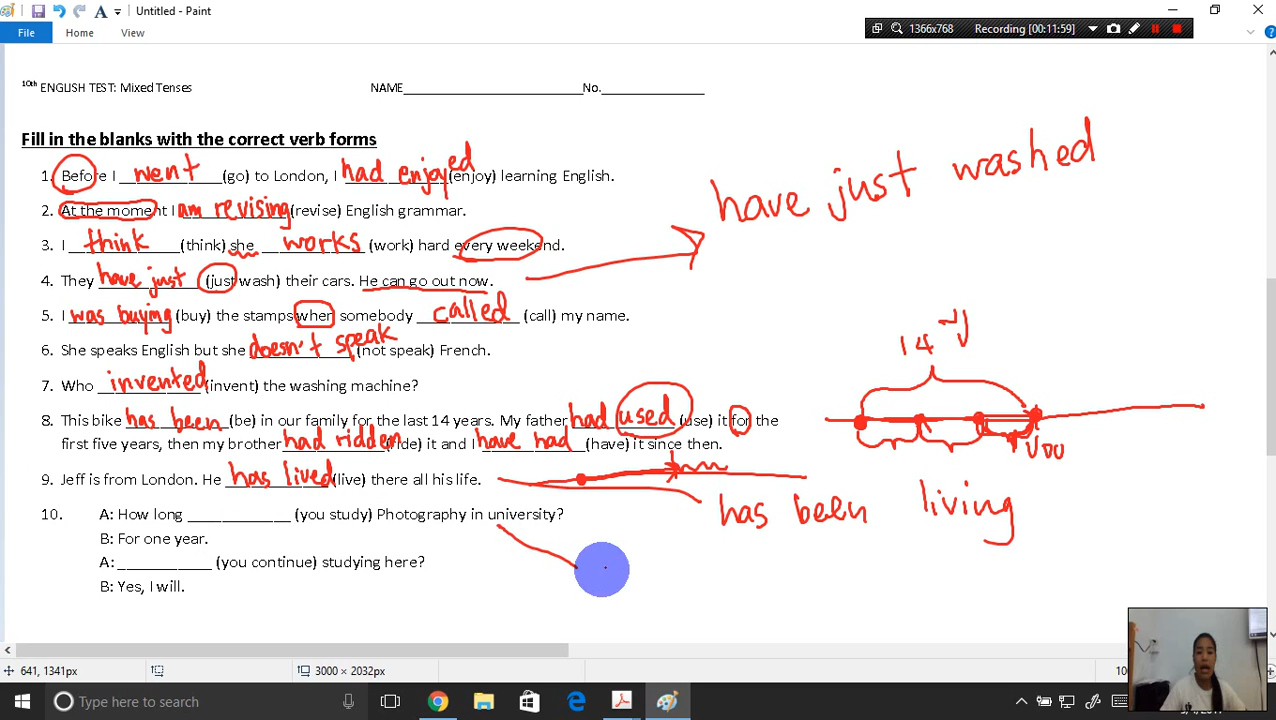 Untitled - Paint
File Home View
1366x768 Recording [00:11:59]
10th ENGLISH TEST: Mixed Tenses NAME______________________No.____________
Fill in the blanks with the correct verb forms
1. Before I went (go) to London, I had enjoyed (enjoy) learning English.
2. At the moment I am revising (revise) English grammar.
3. I think (think) she works (work) hard every weekend.
have just washed
4. They have just (just wash) their cars. He can go out now.
5. I was buying (buy) the stamps when somebody called (call) my name.
6. She speaks English but she doesn't speak (not speak) French.
14
7. Who invented (invent) the washing machine?
8. This bike has been (be) in our family for the last 14 years. My father had used (use) it for the
first five years, then my brother had ridden (ride) it and I have had (have) it since then.
9. Jeff is from London. He has lived (live) there all his life.
has been living
10. A: How long ____________ (you study) Photography in university?
B: For one year.
A: ___________ (you continue) studying here?
B: Yes, I will.
641, 1341px 3000 × 2032px
Type here to search